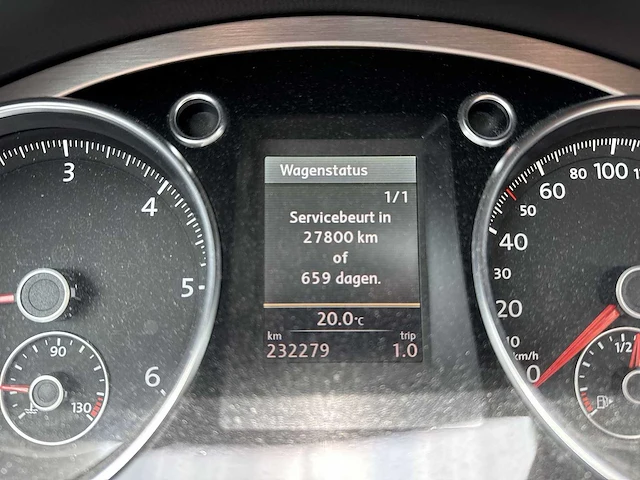 Wagenstatus
1/1
Servicebeurt in
27800 km
of
659 dagen.
20.0°C
km trip
232279 1.0
3
4
5
6
90
130
0
10
20
30
40
50
60
80
100
km/h
1/2